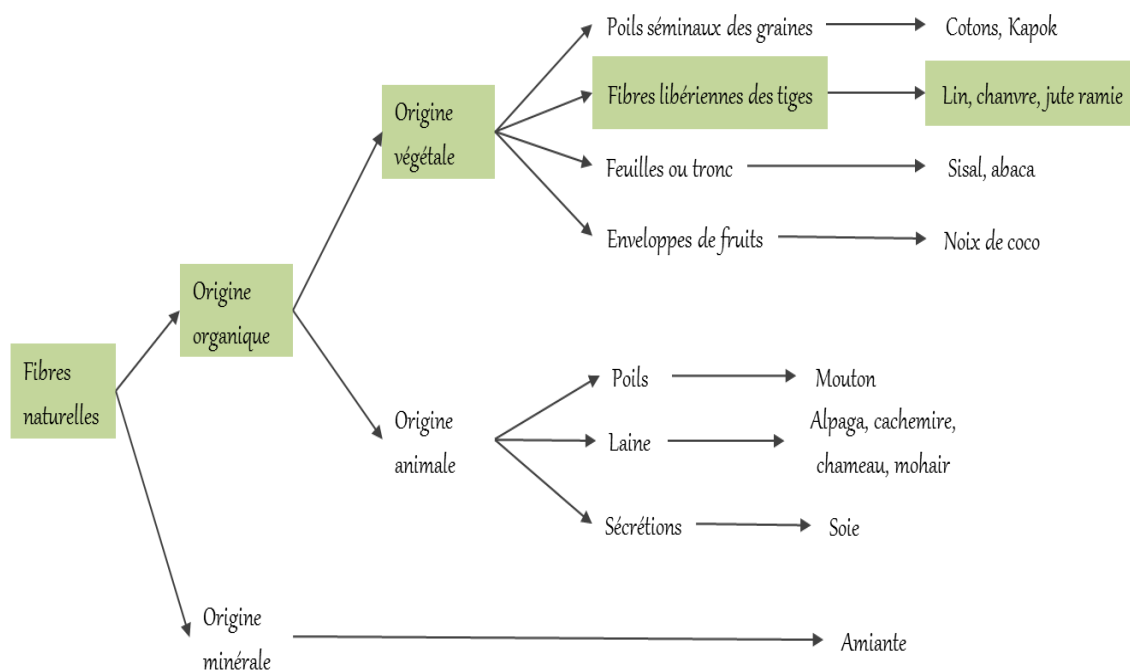 Poils séminaux des graines
Cotons, Kapok
Fibres libériennes des tiges
Lin, chanvre, jute ramie
Origine
végétale
Feuilles ou tronc
Sisal, abaca
Enveloppes de fruits
Noix de coco
Origine
organique
Fibres
naturelles
Poils
Mouton
Origine
animale
Laine
Alpaga, cachemire,
chameau, mohair
Sécrétions
Soie
Origine
minérale
Amiante